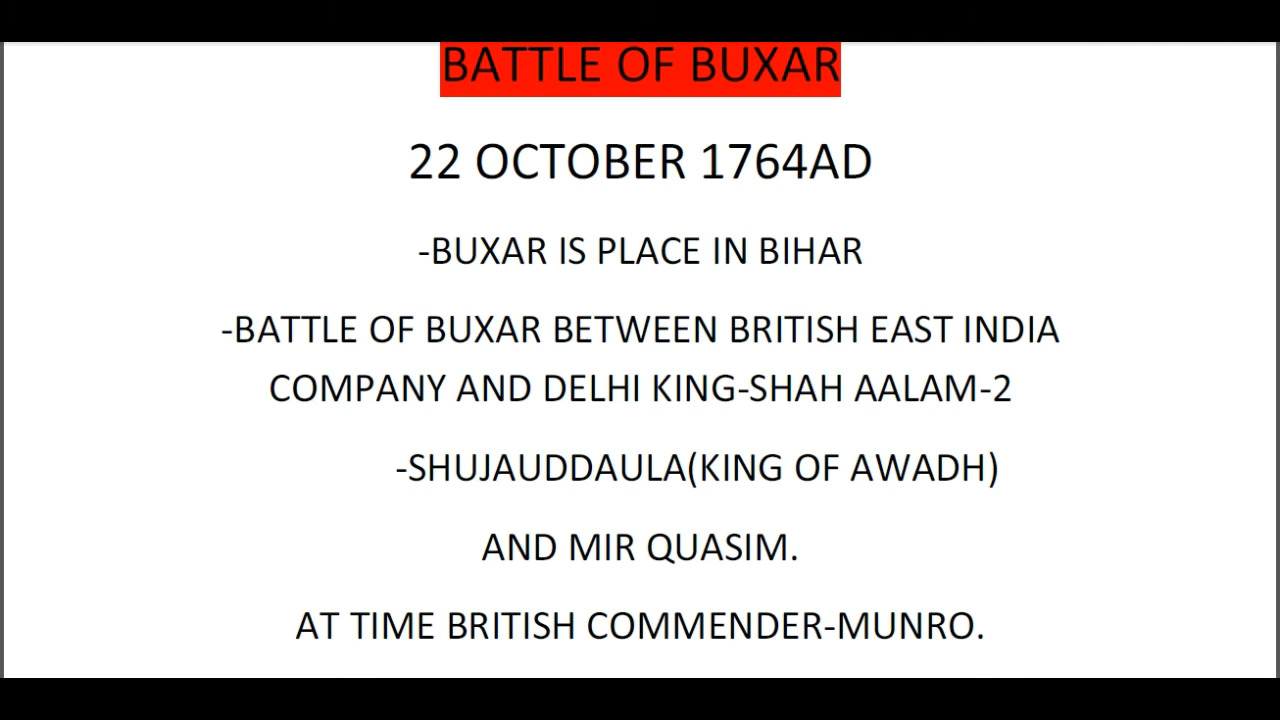 BATTLE OF BUXAR
22 OCTOBER 1764AD
-BUXAR IS PLACE IN BIHAR
-BATTLE OF BUXAR BETWEEN BRITISH EAST INDIA
COMPANY AND DELHI KING-SHAH AALAM-2
-SHUJAUDDAULA(KING OF AWADH)
AND MIR QUASIM.
AT TIME BRITISH COMMENDER-MUNRO.